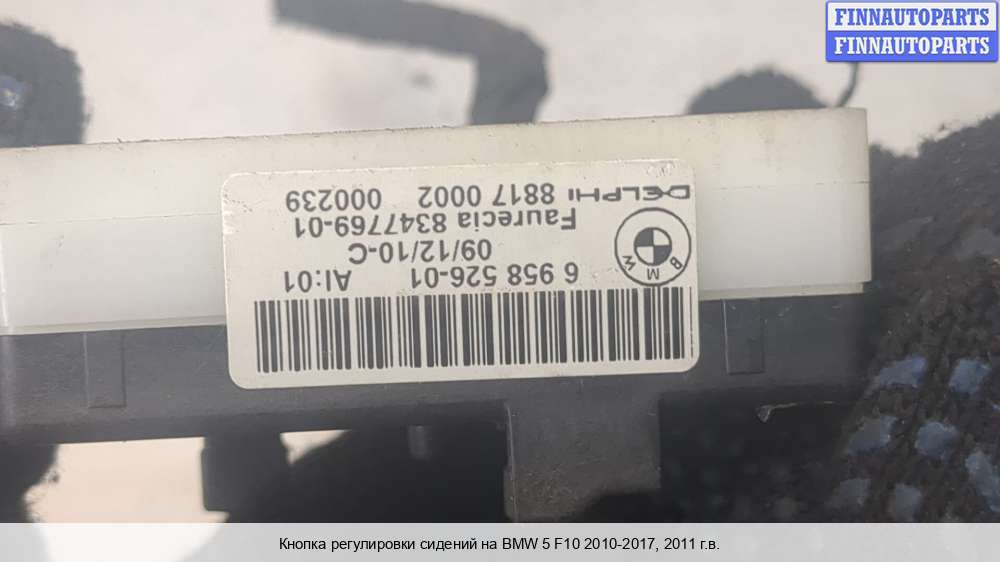 FINNAUTOPARTS
FINNAUTOPARTS
B M W
6 958 526-01 AI:01
09/12/10-C
Faurecia 8347769-01
DELPHI 8817 0002 000239
Кнопка регулировки сидений на BMW 5 F10 2010-2017, 2011 г.в.